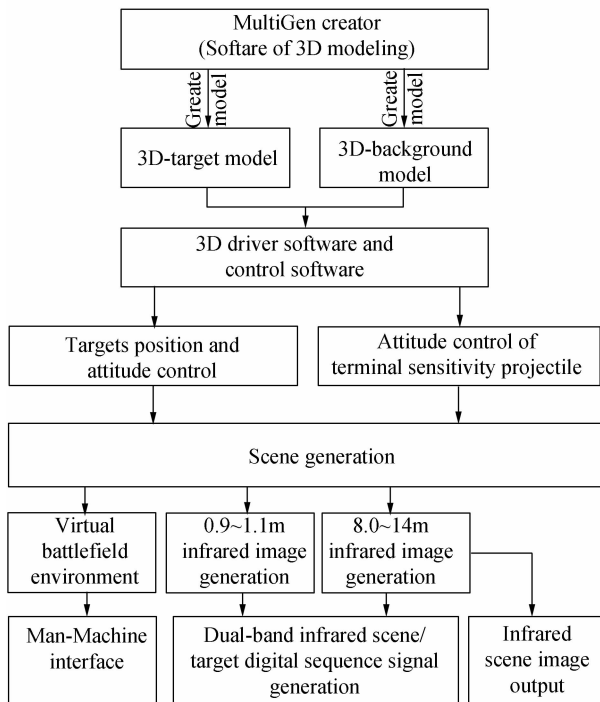 MultiGen creator
(Softare of 3D modeling)
Greate
model
Greate
model
3D-target model
3D-background
model
3D driver software and
control software
Targets position and
attitude control
Attitude control of
terminal sensitivity projectile
Scene generation
Virtual
battlefield
environment
0.9~1.1m
infrared image
generation
8.0~14m
infrared image
generation
Man-Machine
interface
Dual-band infrared scene/
target digital sequence signal
generation
Infrared
scene image
output